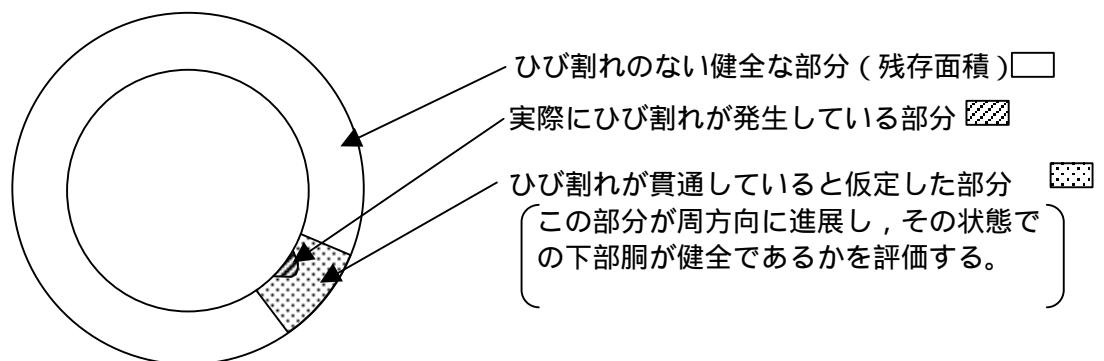 ひび割れのない健全な部分（残存面積）
実際にひび割れが発生している部分
ひび割れが貫通していると仮定した部分
この部分が周方向に進展し，その状態で
の下部胴が健全であるかを評価する。